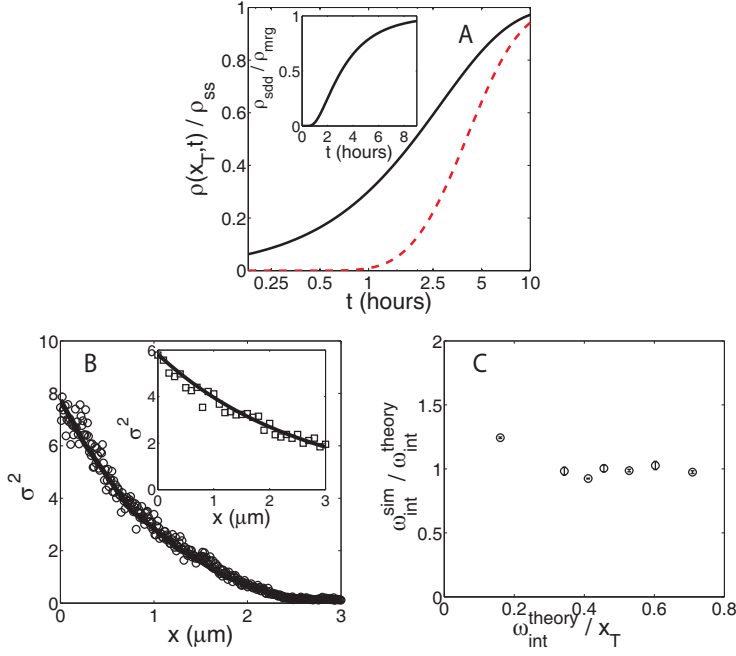 A
ρ(x_T,t) / ρ_ss
1
0.8
0.6
0.4
0.2
0
0.25 0.5 1 2.5 5 10
t (hours)
ρ_sdd / ρ_mrg
1
0.5
0
0 2 4 6 8
t (hours)
B
σ²
10
8
6
4
2
0
0 1 2 3
x (μm)
σ²
6
4
2
0
0 1 2 3
x (μm)
C
ω_int^sim / ω_int^theory
2
1.5
1
0.5
0
0 0.2 0.4 0.6 0.8
ω_int^theory / x_T